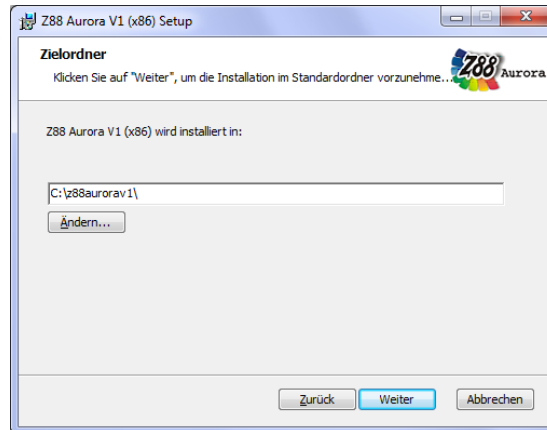 Z88 Aurora V1 (x86) Setup
Zielordner
Klicken Sie auf "Weiter", um die Installation im Standardordner vorzunehme...
Z88 Aurora
Z88 Aurora V1 (x86) wird installiert in:
C:\z88aurorav1\
Ändern...
Zurück Weiter Abbrechen